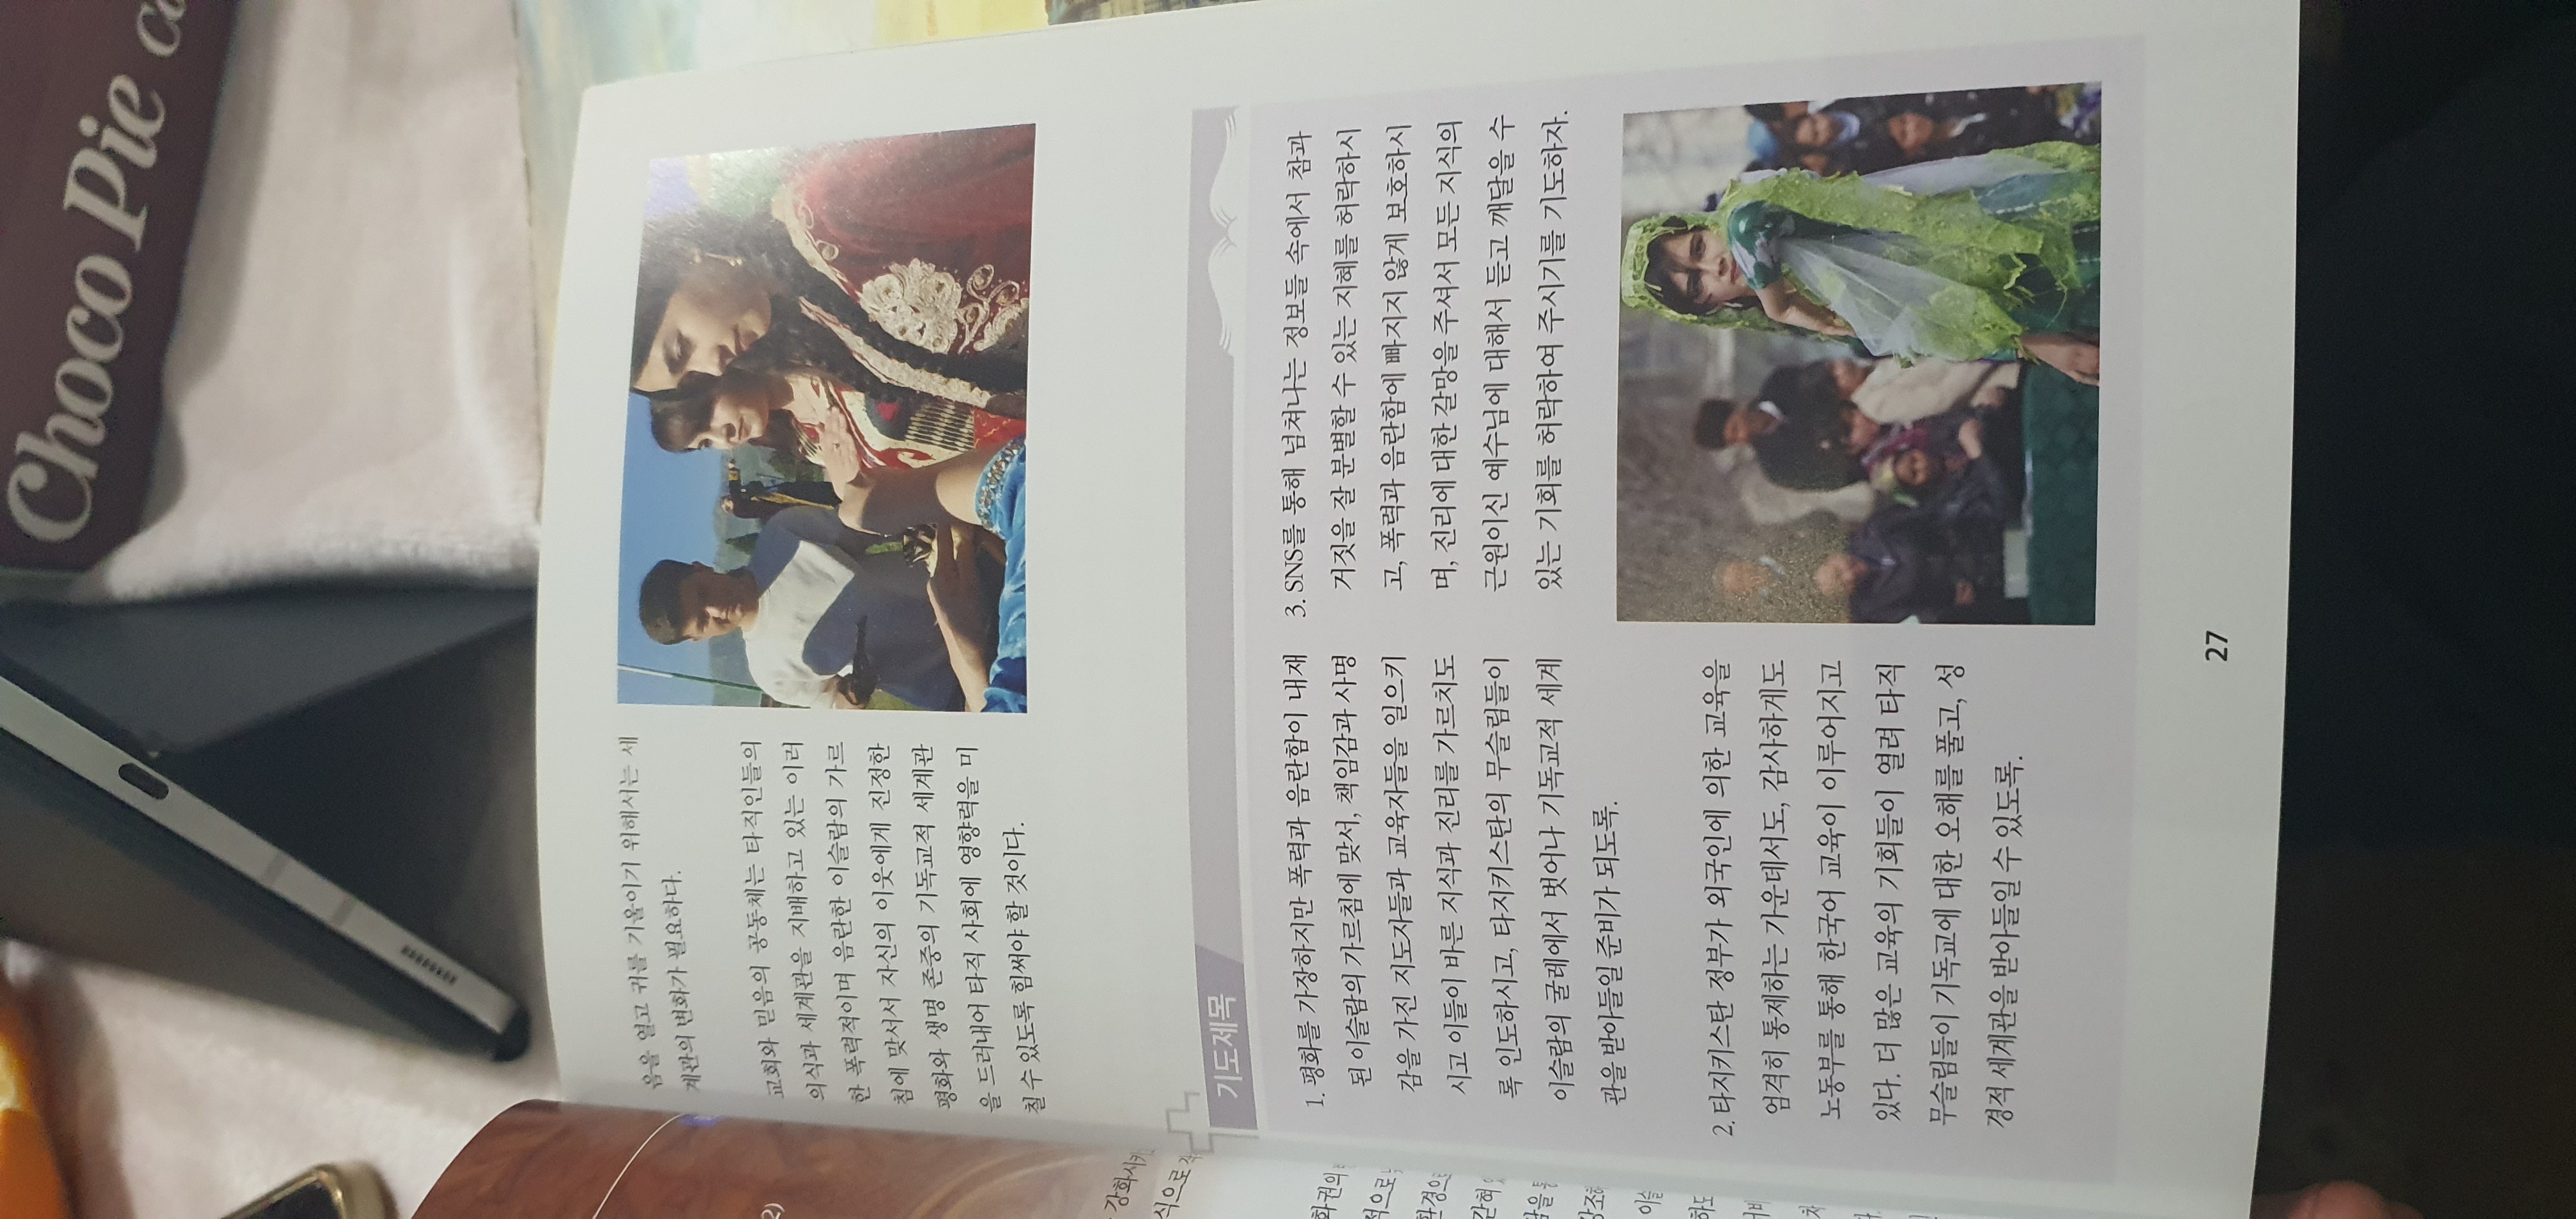 Choco Pie
음을 열고 귀를 기울이기 위해서는 세
계관의 변화가 필요하다.
교회와 믿음의 공동체는 타직인들의
의식과 세계관을 지배하고 있는 이러
한 폭력적이며 음란한 이슬람의 가르
침에 맞서서 자신의 이웃에게 진정한
평화와 생명 존중의 기독교적 세계관
을 드러내어 타직 사회에 영향력을 미
칠 수 있도록 힘써야 할 것이다.
기도제목
1. 평화를 가장하지만 폭력과 음란함이 내재
된 이슬람의 가르침에 맞서, 책임감과 사명
감을 가진 지도자들과 교육자들을 일으키
시고 이들이 바른 지식과 진리를 가르치도
록 인도하시고, 타지키스탄의 무슬림들이
이슬람의 굴레에서 벗어나 기독교적 세계
관을 받아들일 준비가 되도록.
2. 타지키스탄 정부가 외국인에 의한 교육을
엄격히 통제하는 가운데서도, 감사하게도
노동부를 통해 한국어 교육이 이루어지고
있다. 더 많은 교육의 기회들이 열려 타직
무슬림들이 기독교에 대한 오해를 풀고, 성
경적 세계관을 받아들일 수 있도록.
3. SNS를 통해 넘쳐나는 정보들 속에서 참과
거짓을 잘 분별할 수 있는 지혜를 허락하시
고, 폭력과 음란함에 빠지지 않게 보호하시
며, 진리에 대한 갈망을 주셔서 모든 지식의
근원이신 예수님에 대해서 듣고 깨달을 수
있는 기회를 허락하여 주시기를 기도하자.
27